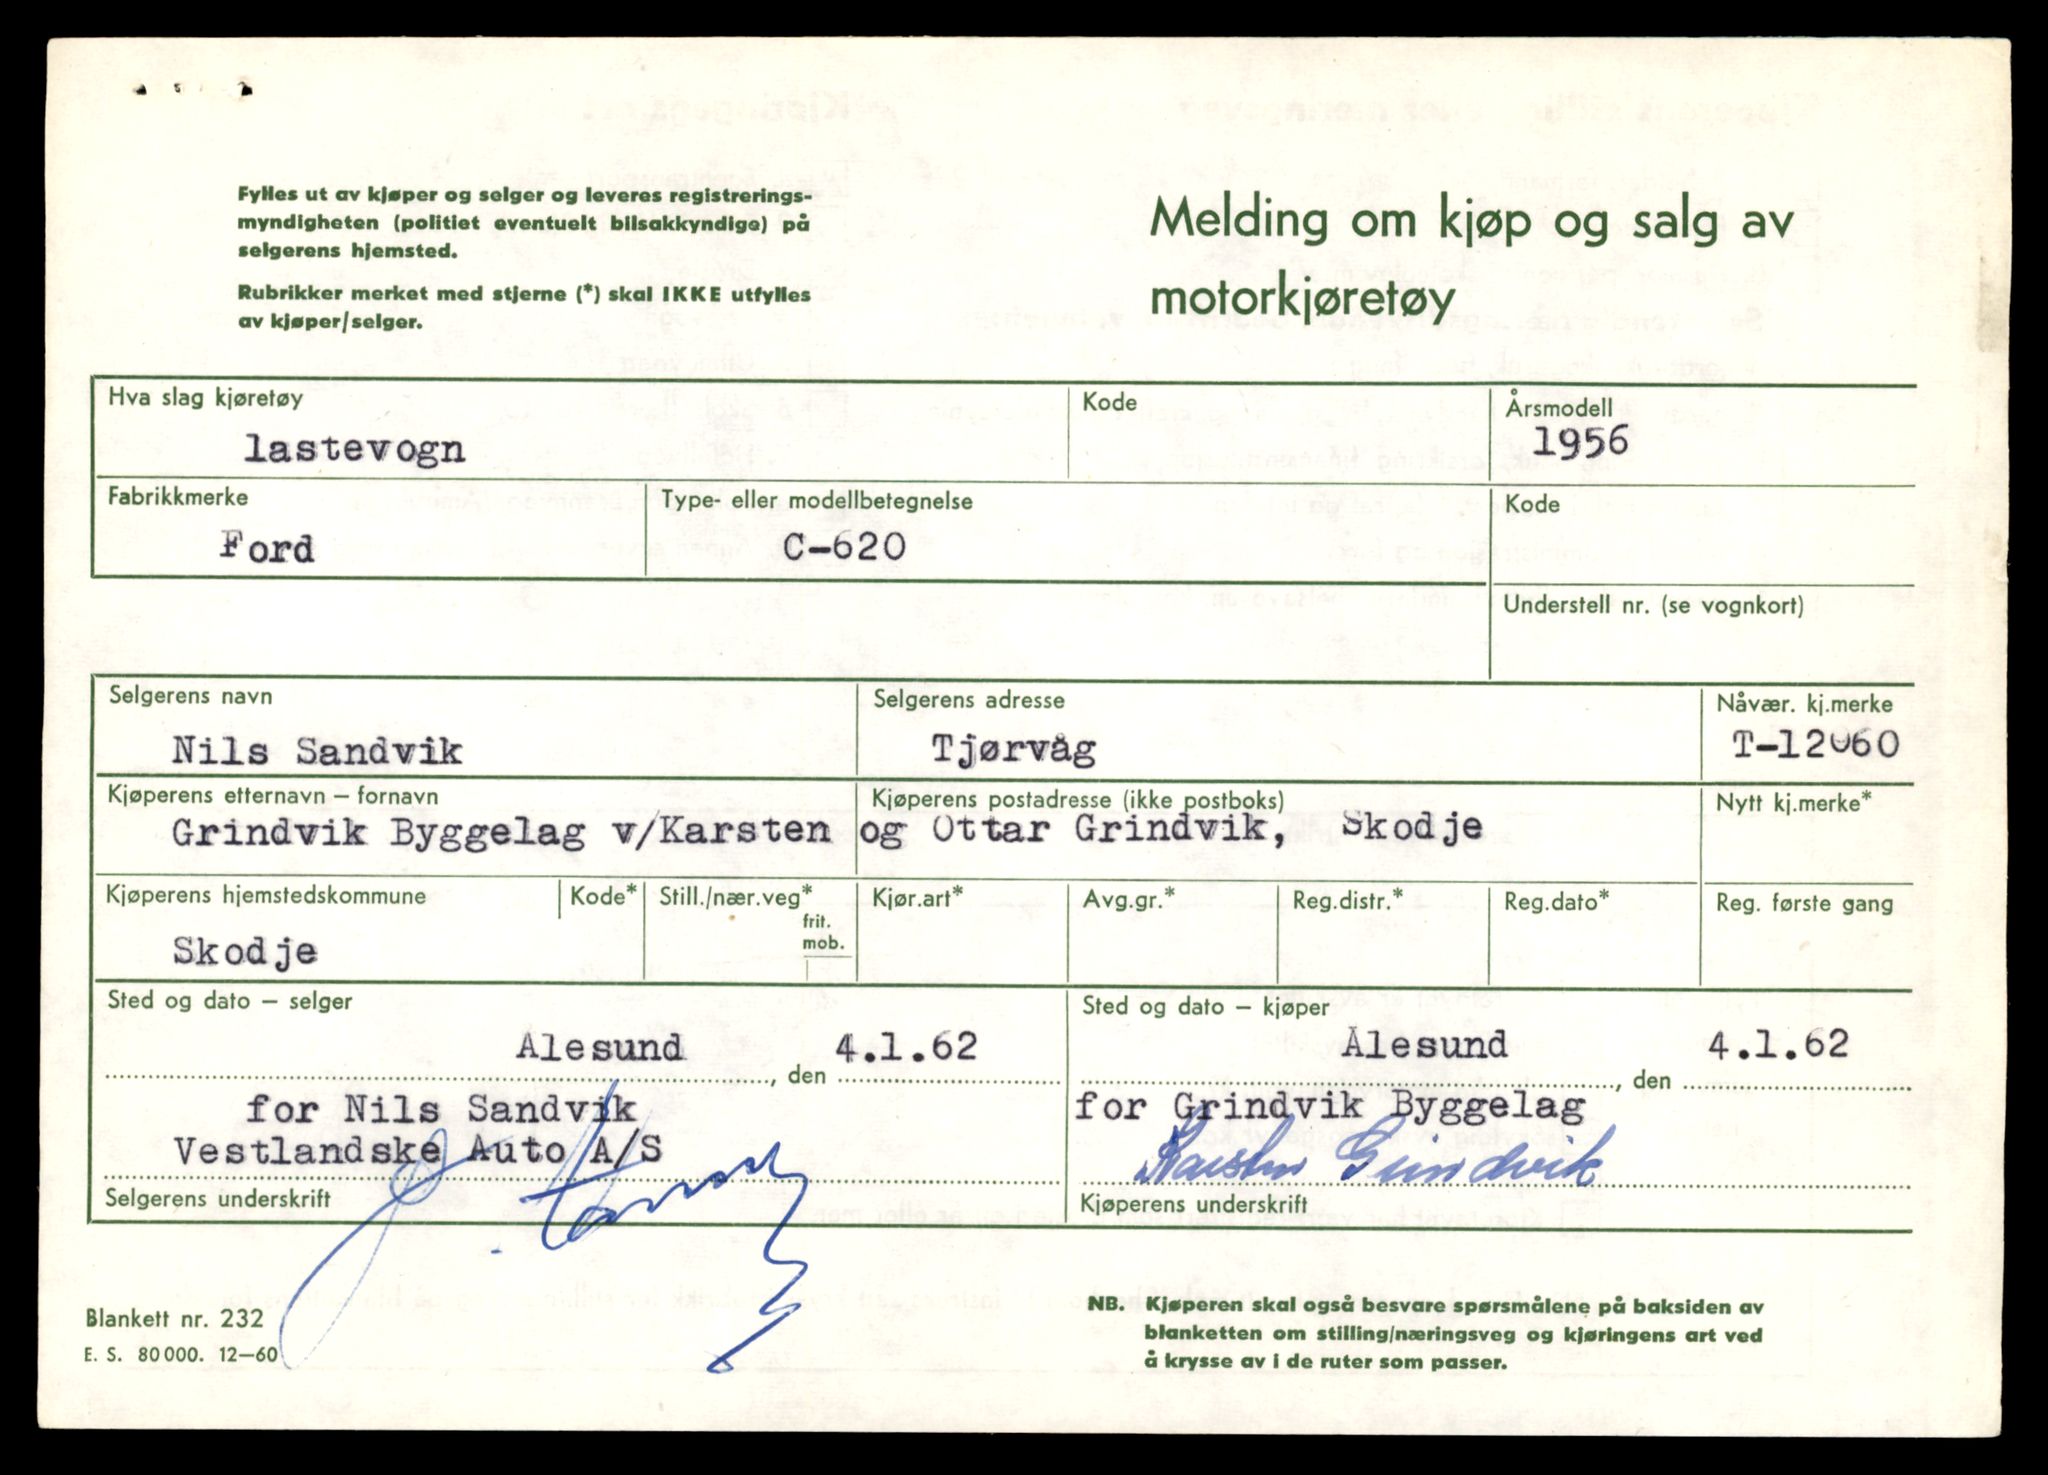 Fylles ut av kjøper og selger og leveres registrerings-
myndigheten (politiet eventuelt bilsakkyndige) på
selgerens hjemsted.
Rubrikker merket med stjerne (*) skal IKKE utfylles
av kjøper/selger.
Melding om kjøp og salg av
motorkjøretøy
Hva slag kjøretøy
lastevogn
Kode
Årsmodell
1956
Fabrikkmerke
Ford
Type- eller modellbetegnelse
C-620
Kode
Understell nr. (se vognkort)
Selgerens navn
Nils Sandvik
Selgerens adresse
Tjørvåg
Nåvær. kj.merke
T-12060
Kjøperens etternavn – fornavn
Kjøperens postadresse (ikke postboks)
Grindvik Byggelag v/Karsten og Ottar Grindvik, Skodje
Nytt kj.merke*
Kjøperens hjemstedskommune
Skodje
Kode*
Still./nær.veg*
frit.
mob.
Kjør.art*
Avg.gr.*
Reg.distr.*
Reg.dato*
Reg. første gang
Sted og dato – selger
Ålesund, den 4.1.62
for Nils Sandvik
Vestlandske Auto A/S
Selgerens underskrift
Sted og dato – kjøper
Ålesund, den 4.1.62
for Grindvik Byggelag
Karsten Grindvik
Kjøperens underskrift
Blankett nr. 232
E. S. 80 000. 12–60
NB. Kjøperen skal også besvare spørsmålene på baksiden av
blanketten om stilling/næringsveg og kjøringens art ved
å krysse av i de ruter som passer.